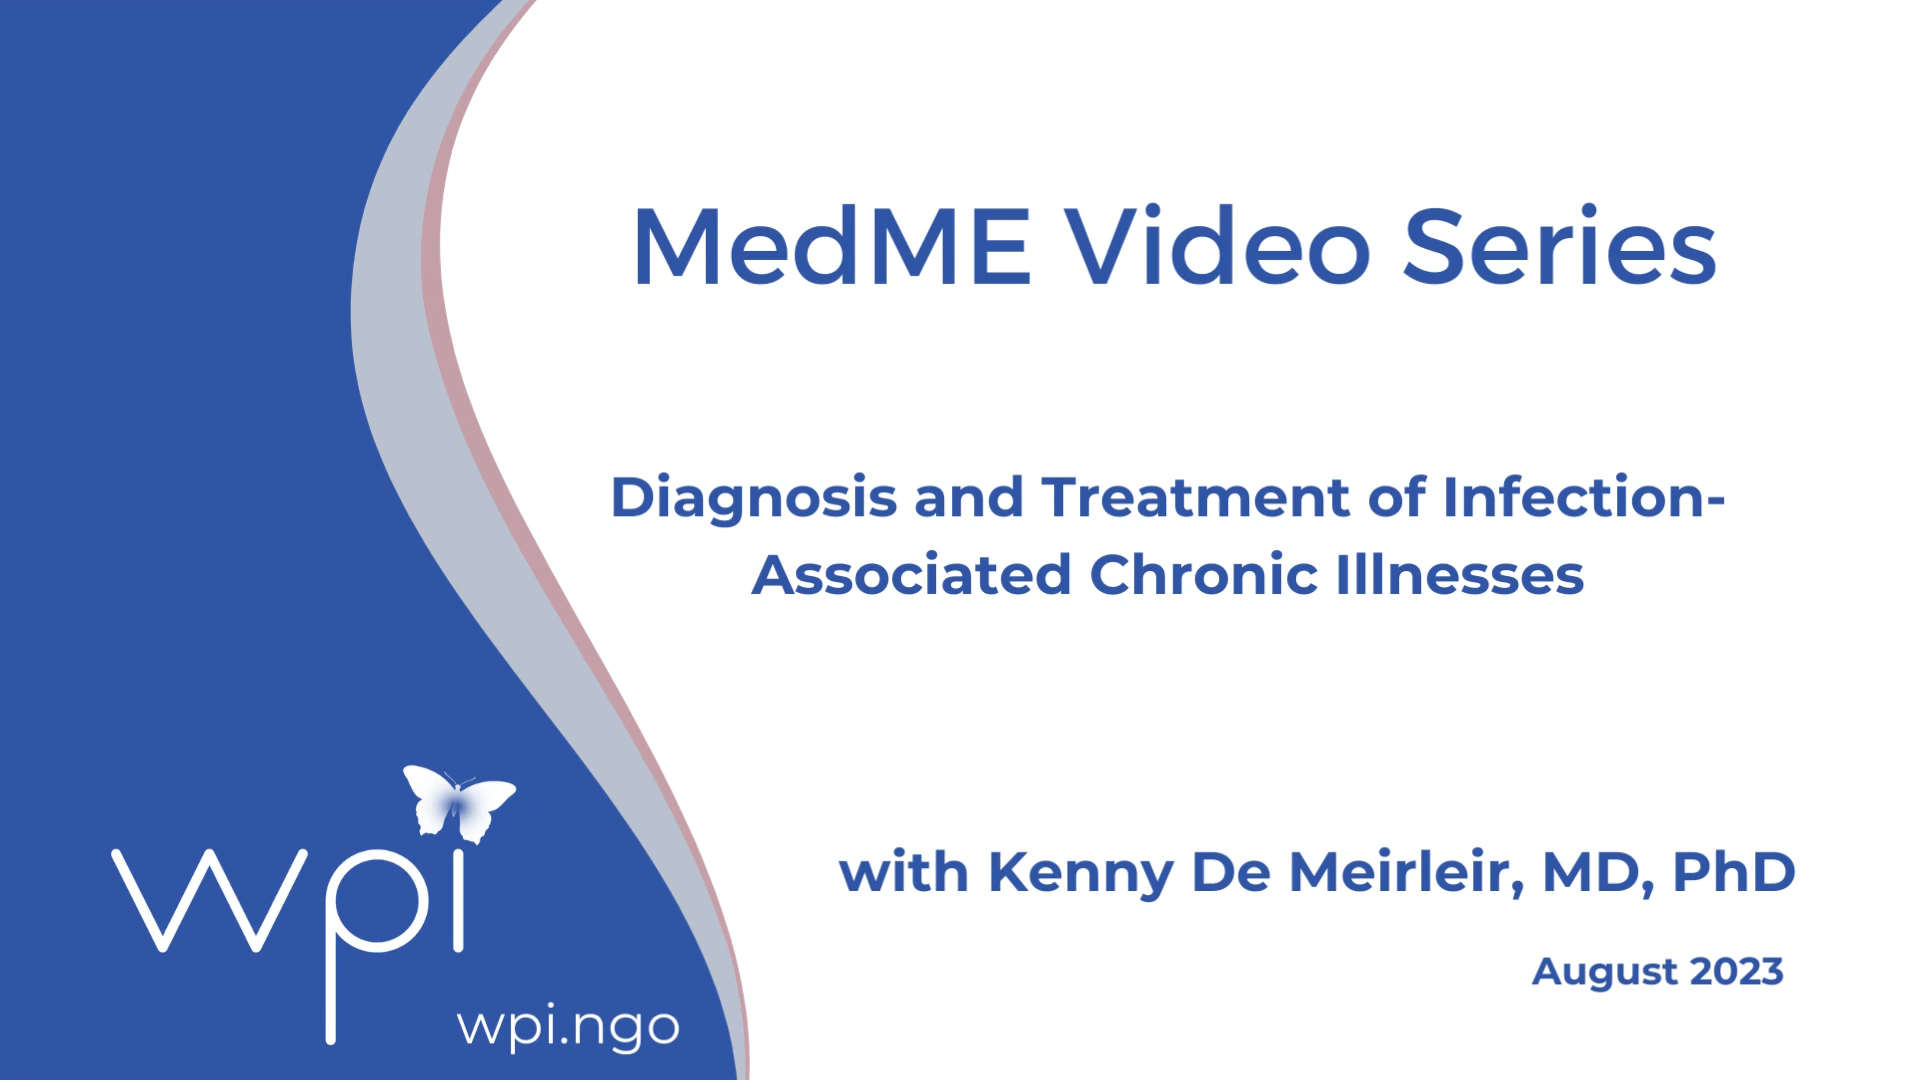 MedME Video Series
Diagnosis and Treatment of Infection-
Associated Chronic Illnesses
with Kenny De Meirleir, MD, PhD
August 2023
wpi
wpi.ngo